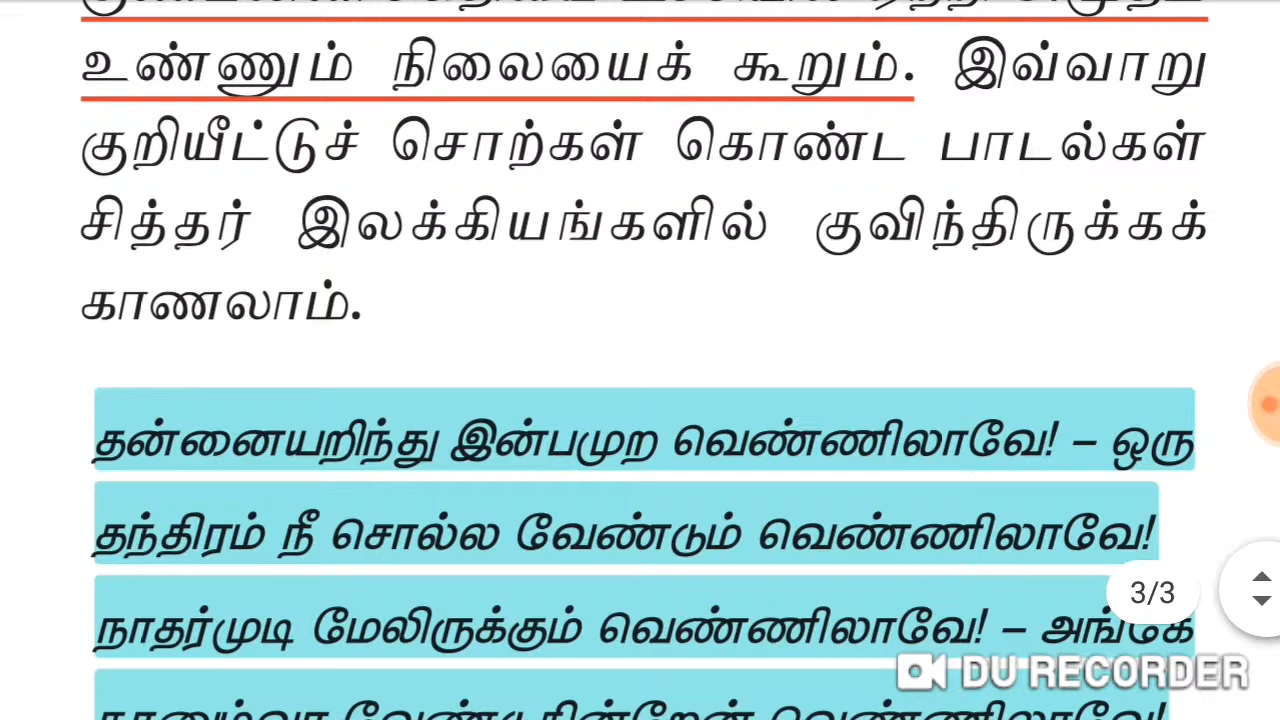 உண்ணும் நிலையைக் கூறும். இவ்வாறு
குறியீட்டுச் சொற்கள் கொண்ட பாடல்கள்
சித்தர் இலக்கியங்களில் குவிந்திருக்கக்
காணலாம்.
தன்னையறிந்து இன்பமுற வெண்ணிலாவே! – ஒரு
தந்திரம் நீ சொல்ல வேண்டும் வெண்ணிலாவே!
3/3
நாதர்முடி மேலிருக்கும் வெண்ணிலாவே! – அங்கே
DU RECORDER
வெண்ணிலாவே!